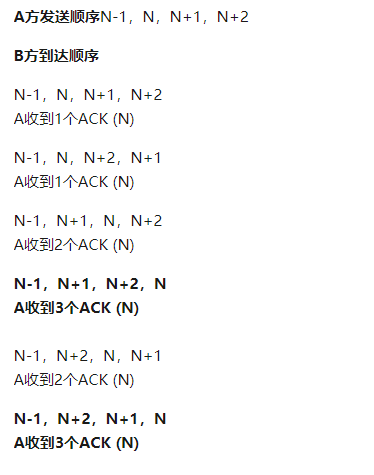 A方发送顺序N-1，N，N+1，N+2
B方到达顺序
N-1，N，N+1，N+2
A收到1个ACK (N)
N-1，N，N+2，N+1
A收到1个ACK (N)
N-1，N+1，N，N+2
A收到2个ACK (N)
N-1，N+1，N+2，N
A收到3个ACK (N)
N-1，N+2，N，N+1
A收到2个ACK (N)
N-1，N+2，N+1，N
A收到3个ACK (N)